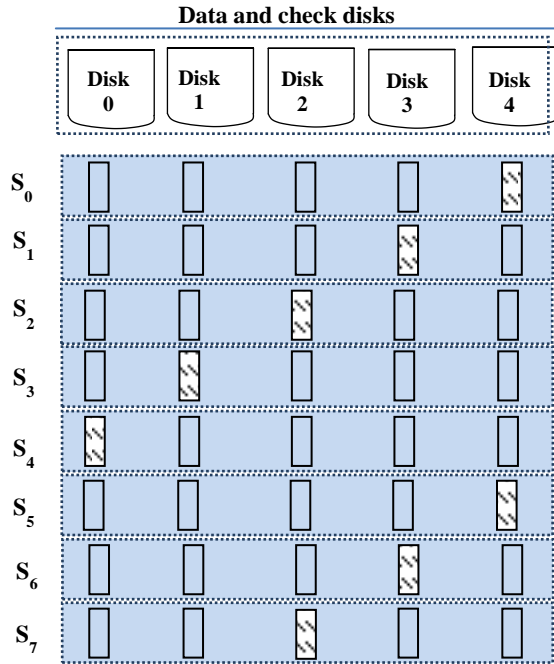 Data and check disks
Disk 0
Disk 1
Disk 2
Disk 3
Disk 4
S0
S1
S2
S3
S4
S5
S6
S7